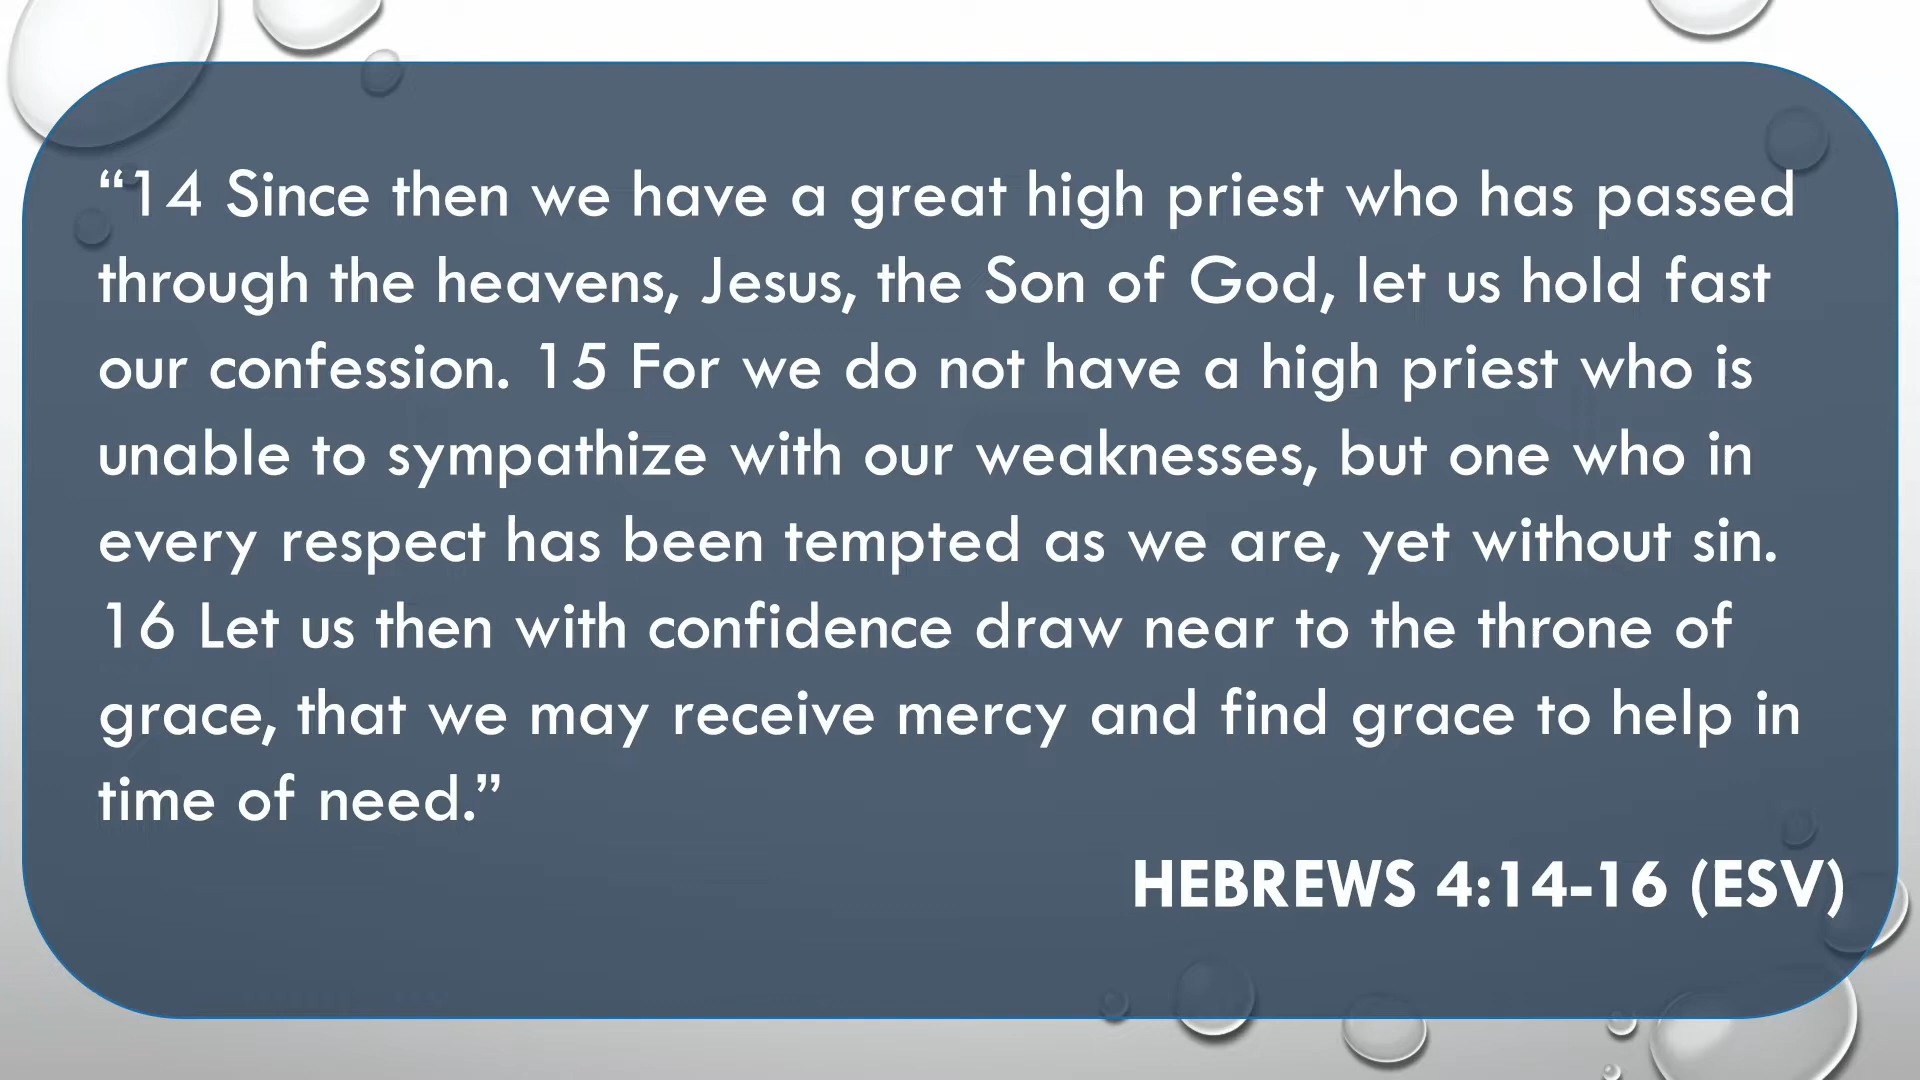 “14 Since then we have a great high priest who has passed
through the heavens, Jesus, the Son of God, let us hold fast
our confession. 15 For we do not have a high priest who is
unable to sympathize with our weaknesses, but one who in
every respect has been tempted as we are, yet without sin.
16 Let us then with confidence draw near to the throne of
grace, that we may receive mercy and find grace to help in
time of need.”
HEBREWS 4:14-16 (ESV)